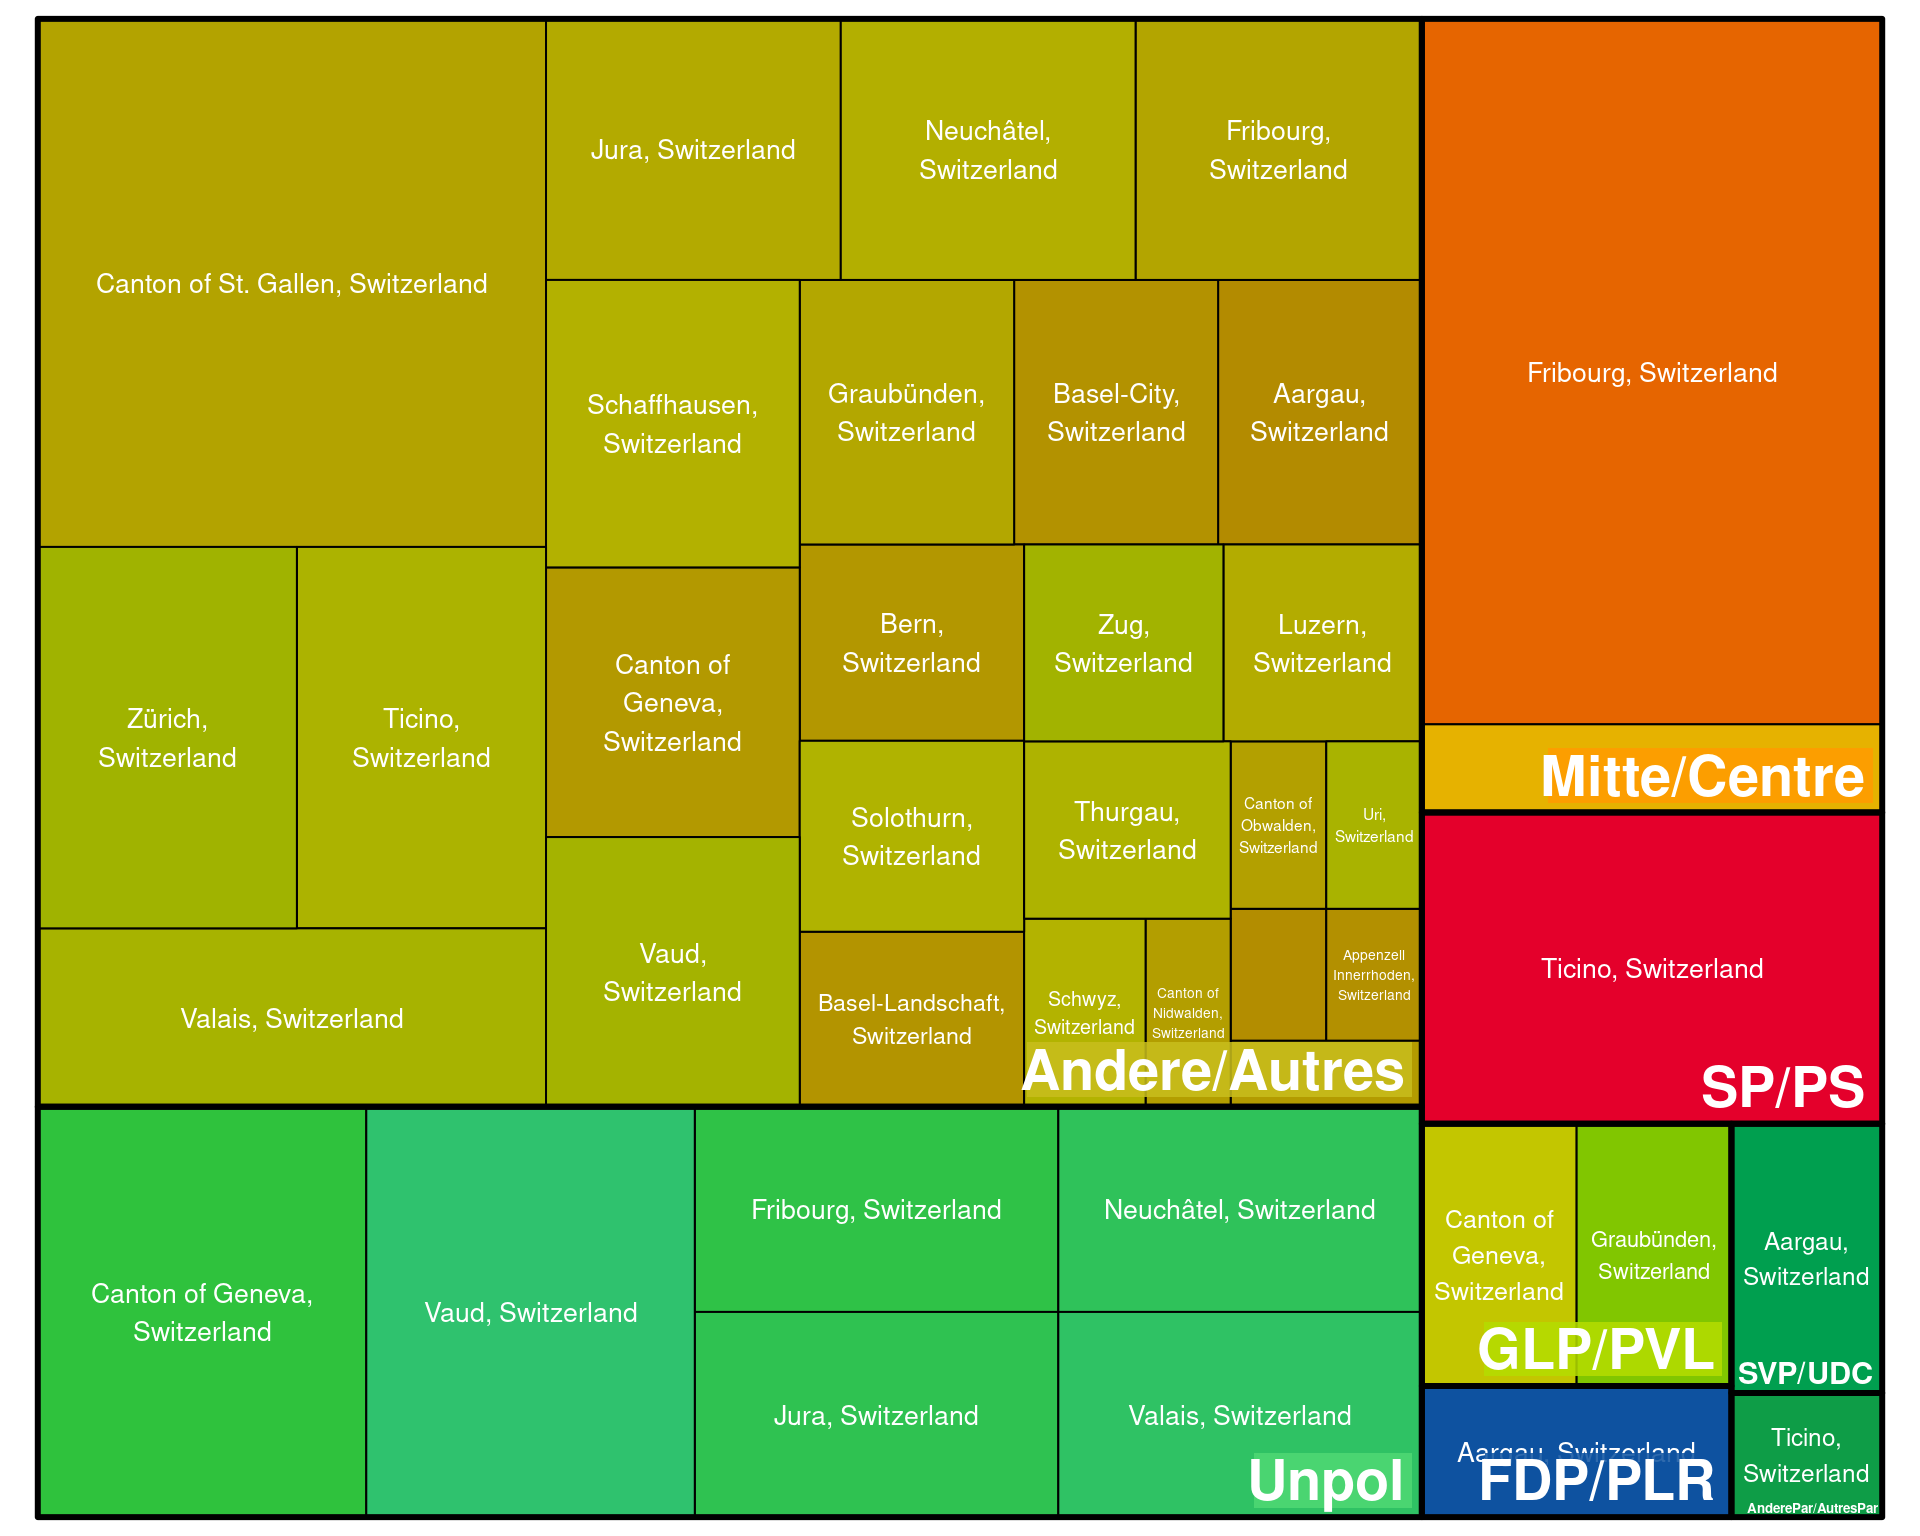 Canton of St. Gallen, Switzerland
Jura, Switzerland
Neuchâtel,
Switzerland
Fribourg,
Switzerland
Schaffhausen,
Switzerland
Graubünden,
Switzerland
Basel-City,
Switzerland
Aargau,
Switzerland
Zürich,
Switzerland
Ticino,
Switzerland
Canton of
Geneva,
Switzerland
Bern,
Switzerland
Zug,
Switzerland
Luzern,
Switzerland
Solothurn,
Switzerland
Thurgau,
Switzerland
Canton of
Obwalden,
Switzerland
Uri,
Switzerland
Valais, Switzerland
Vaud,
Switzerland
Basel-Landschaft,
Switzerland
Schwyz,
Switzerland
Canton of
Nidwalden,
Switzerland
Appenzell
Innerrhoden,
Switzerland
Andere/Autres
Fribourg, Switzerland
Mitte/Centre
Ticino, Switzerland
SP/PS
Canton of Geneva,
Switzerland
Vaud, Switzerland
Fribourg, Switzerland
Neuchâtel, Switzerland
Jura, Switzerland
Valais, Switzerland
Unpol
Canton of
Geneva,
Switzerland
Graubünden,
Switzerland
GLP/PVL
Aargau,
Switzerland
SVP/UDC
Aargau, Switzerland
FDP/PLR
Ticino,
Switzerland
AnderePar/AutresPar